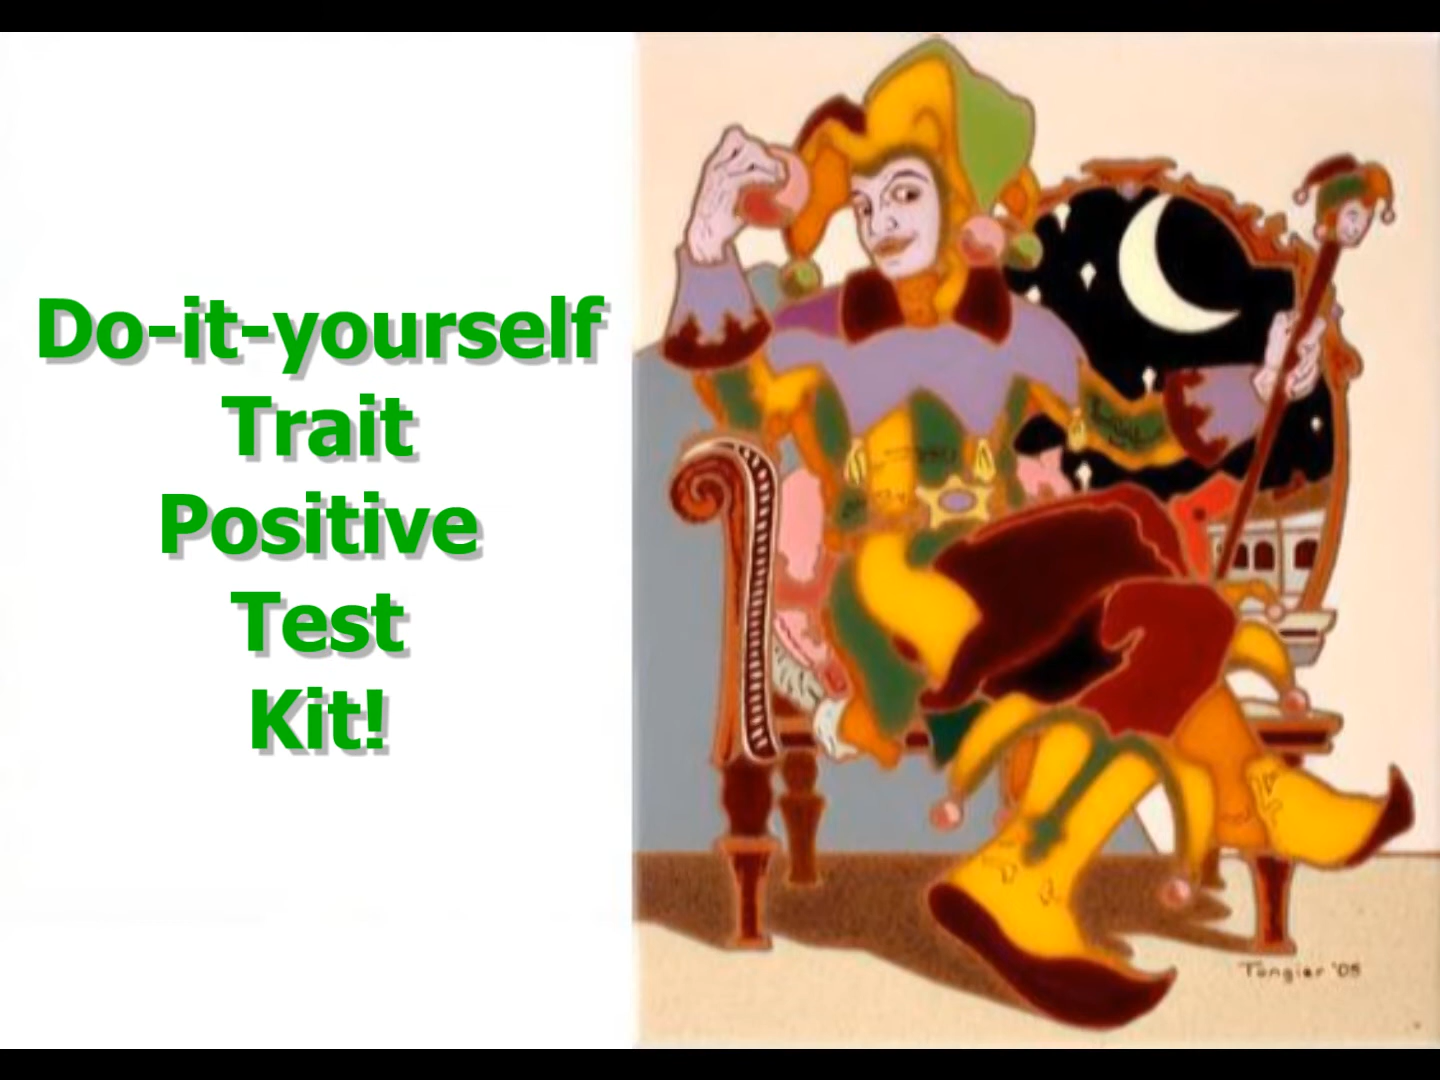 Do-it-yourself
Trait
Positive
Test
Kit!
Tangier '05